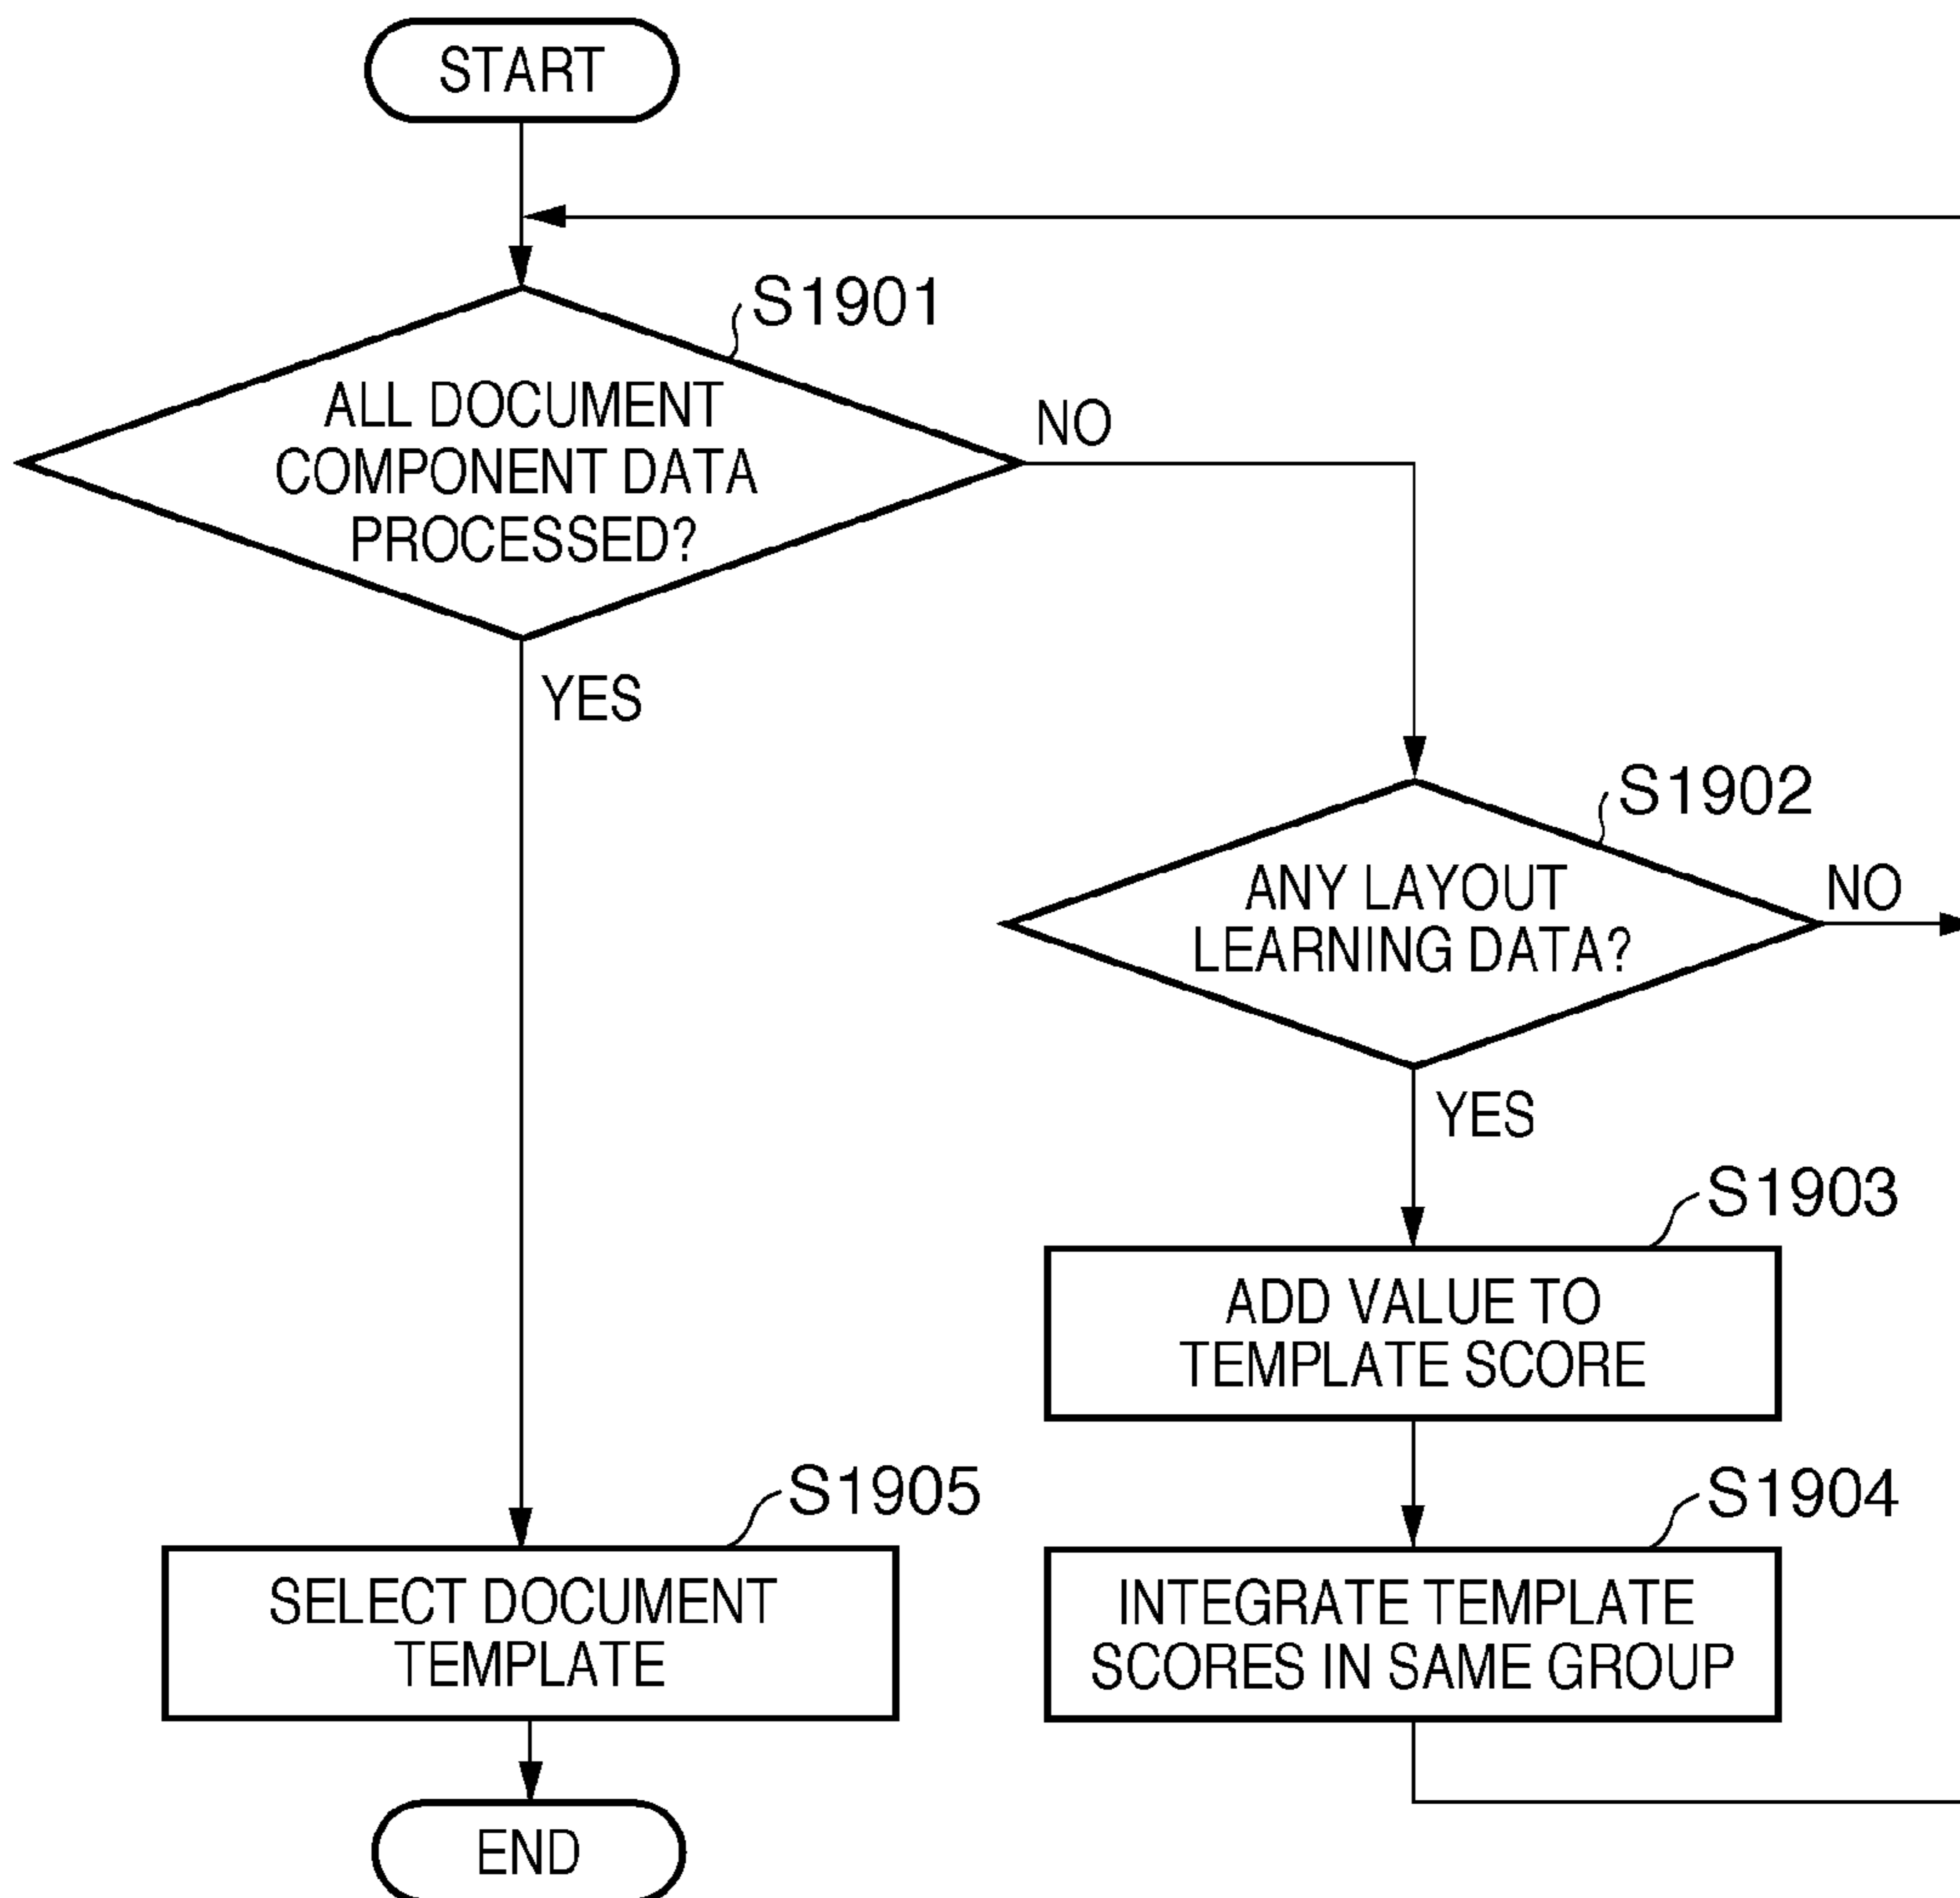 START
S1901
ALL DOCUMENT
COMPONENT DATA
PROCESSED?
NO
YES
S1902
ANY LAYOUT
LEARNING DATA?
NO
YES
S1903
ADD VALUE TO
TEMPLATE SCORE
S1904
INTEGRATE TEMPLATE
SCORES IN SAME GROUP
S1905
SELECT DOCUMENT
TEMPLATE
END